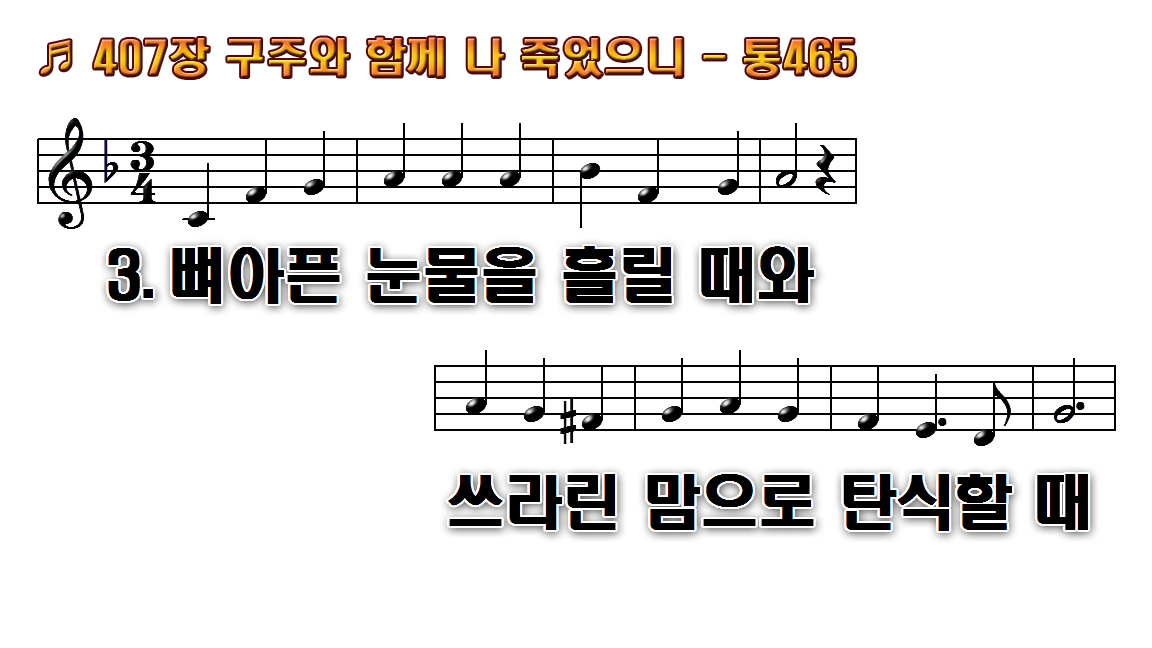 ♬ 407장 구주와 함께 나 죽었으니 - 통465
3. 뼈아픈 눈물을 흘릴 때와
쓰라린 맘으로 탄식할 때